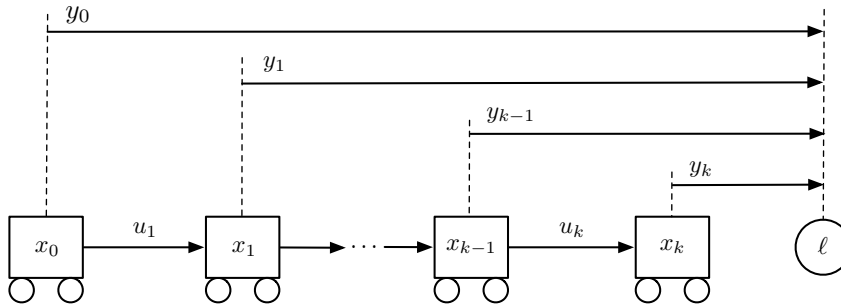 y_0
y_1
y_{k-1}
y_k
x_0 u_1 x_1 ⋯ x_{k-1} u_k x_k ℓ